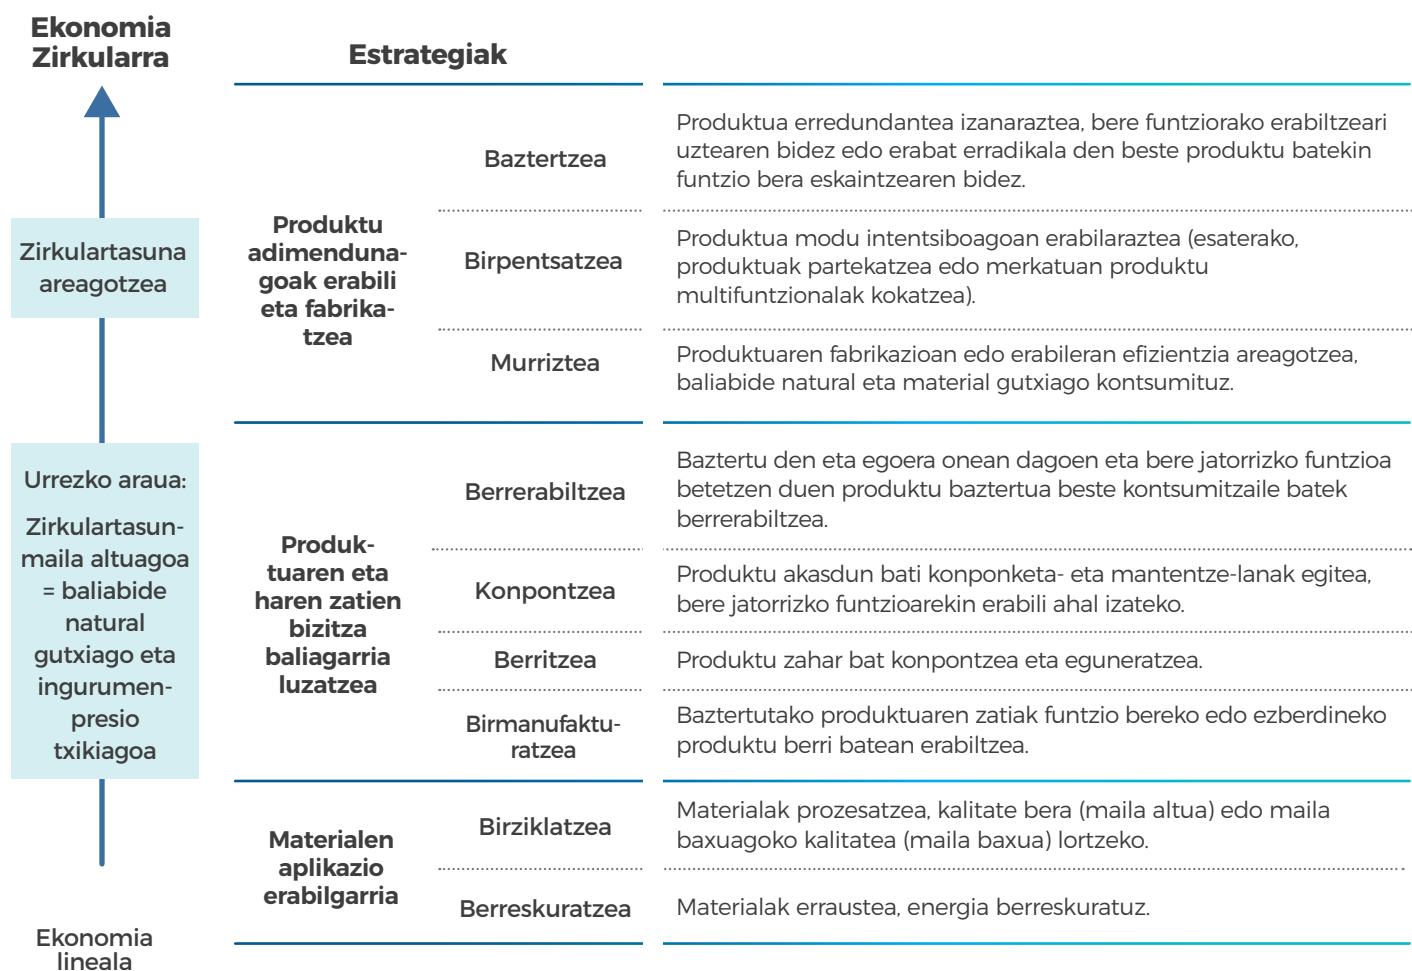 Ekonomia
Zirkularra
Estrategiak
Zirkulartasuna
areagotzea
Urrezko araua:
Zirkulartasun-
maila altuagoa
= baliabide
natural
gutxiago eta
ingurumen-
presio
txikiagoa
Ekonomia
lineala
Produktu
adimenduna-
goak erabili
eta fabrika-
tzea
Baztertzea
Produktua erredundantea izanaraztea, bere funtziorako erabiltzeari
uztearen bidez edo erabat erradikala den beste produktu batekin
funtzio bera eskaintzearen bidez.
Birpentsatzea
Produktua modu intentsiboagoan erabilaraztea (esaterako,
produktuak partekatzea edo merkatuan produktu
multifuntzionalak kokatzea).
Murriztea
Produktuaren fabrikazioan edo erabileran efizientzia areagotzea,
baliabide natural eta material gutxiago kontsumituz.
Produk-
tuaren eta
haren zatien
bizitza
baliagarria
luzatzea
Berrerabiltzea
Baztertu den eta egoera onean dagoen eta bere jatorrizko funtzioa
betetzen duen produktu baztertua beste kontsumitzaile batek
berrerabiltzea.
Konpontzea
Produktu akasdun bati konponketa- eta mantentze-lanak egitea,
bere jatorrizko funtzioarekin erabili ahal izateko.
Berritzea
Produktu zahar bat konpontzea eta eguneratzea.
Birmanufaktu-
ratzea
Baztertutako produktuaren zatiak funtzio bereko edo ezberdineko
produktu berri batean erabiltzea.
Materialen
aplikazio
erabilgarria
Birziklatzea
Materialak prozesatzea, kalitate bera (maila altua) edo maila
baxuagoko kalitatea (maila baxua) lortzeko.
Berreskuratzea
Materialak erraustea, energia berreskuratuz.